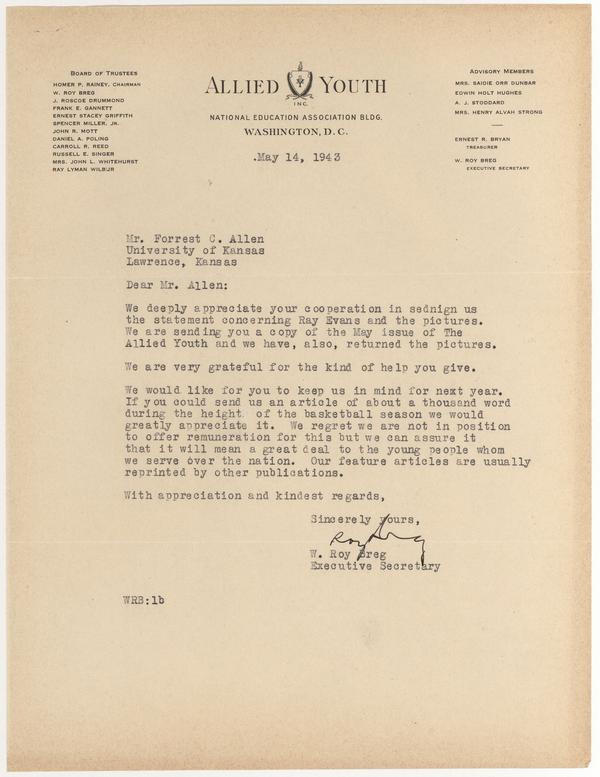 BOARD OF TRUSTEES
HOMER P. RAINEY, CHAIRMAN
W. ROY BREG
J. ROSCOE DRUMMOND
FRANK E. GANNETT
ERNEST STACEY GRIFFITH
SPENCER MILLER, JR.
JOHN R. MOTT
DANIEL A. POLING
CARROLL R. REED
RUSSELL E. SINGER
MRS. JOHN L. WHITEHURST
RAY LYMAN WILBUR
ALLIED YOUTH
INC.
NATIONAL EDUCATION ASSOCIATION BLDG.
WASHINGTON, D. C.
ADVISORY MEMBERS
MRS. SAIDIE ORR DUNBAR
EDWIN HOLT HUGHES
A. J. STODDARD
MRS. HENRY ALVAH STRONG
ERNEST R. BRYAN
TREASURER
W. ROY BREG
EXECUTIVE SECRETARY
.May 14, 1943
Mr. Forrest C. Allen
University of Kansas
Lawrence, Kansas
Dear Mr. Allen:
We deeply appreciate your cooperation in sednign us
the statement concerning Ray Evans and the pictures.
We are sending you a copy of the May issue of The
Allied Youth and we have, also, returned the pictures.
We are very grateful for the kind of help you give.
We would like for you to keep us in mind for next year.
If you could send us an article of about a thousand word
during the height of the basketball season we would
greatly appreciate it. We regret we are not in position
to offer remuneration for this but we can assure it
that it will mean a great deal to the young people whom
we serve over the nation. Our feature articles are usually
reprinted by other publications.
With appreciation and kindest regards,
Sincerely yours,
Roy Breg
W. Roy Breg
Executive Secretary
WRB:lb